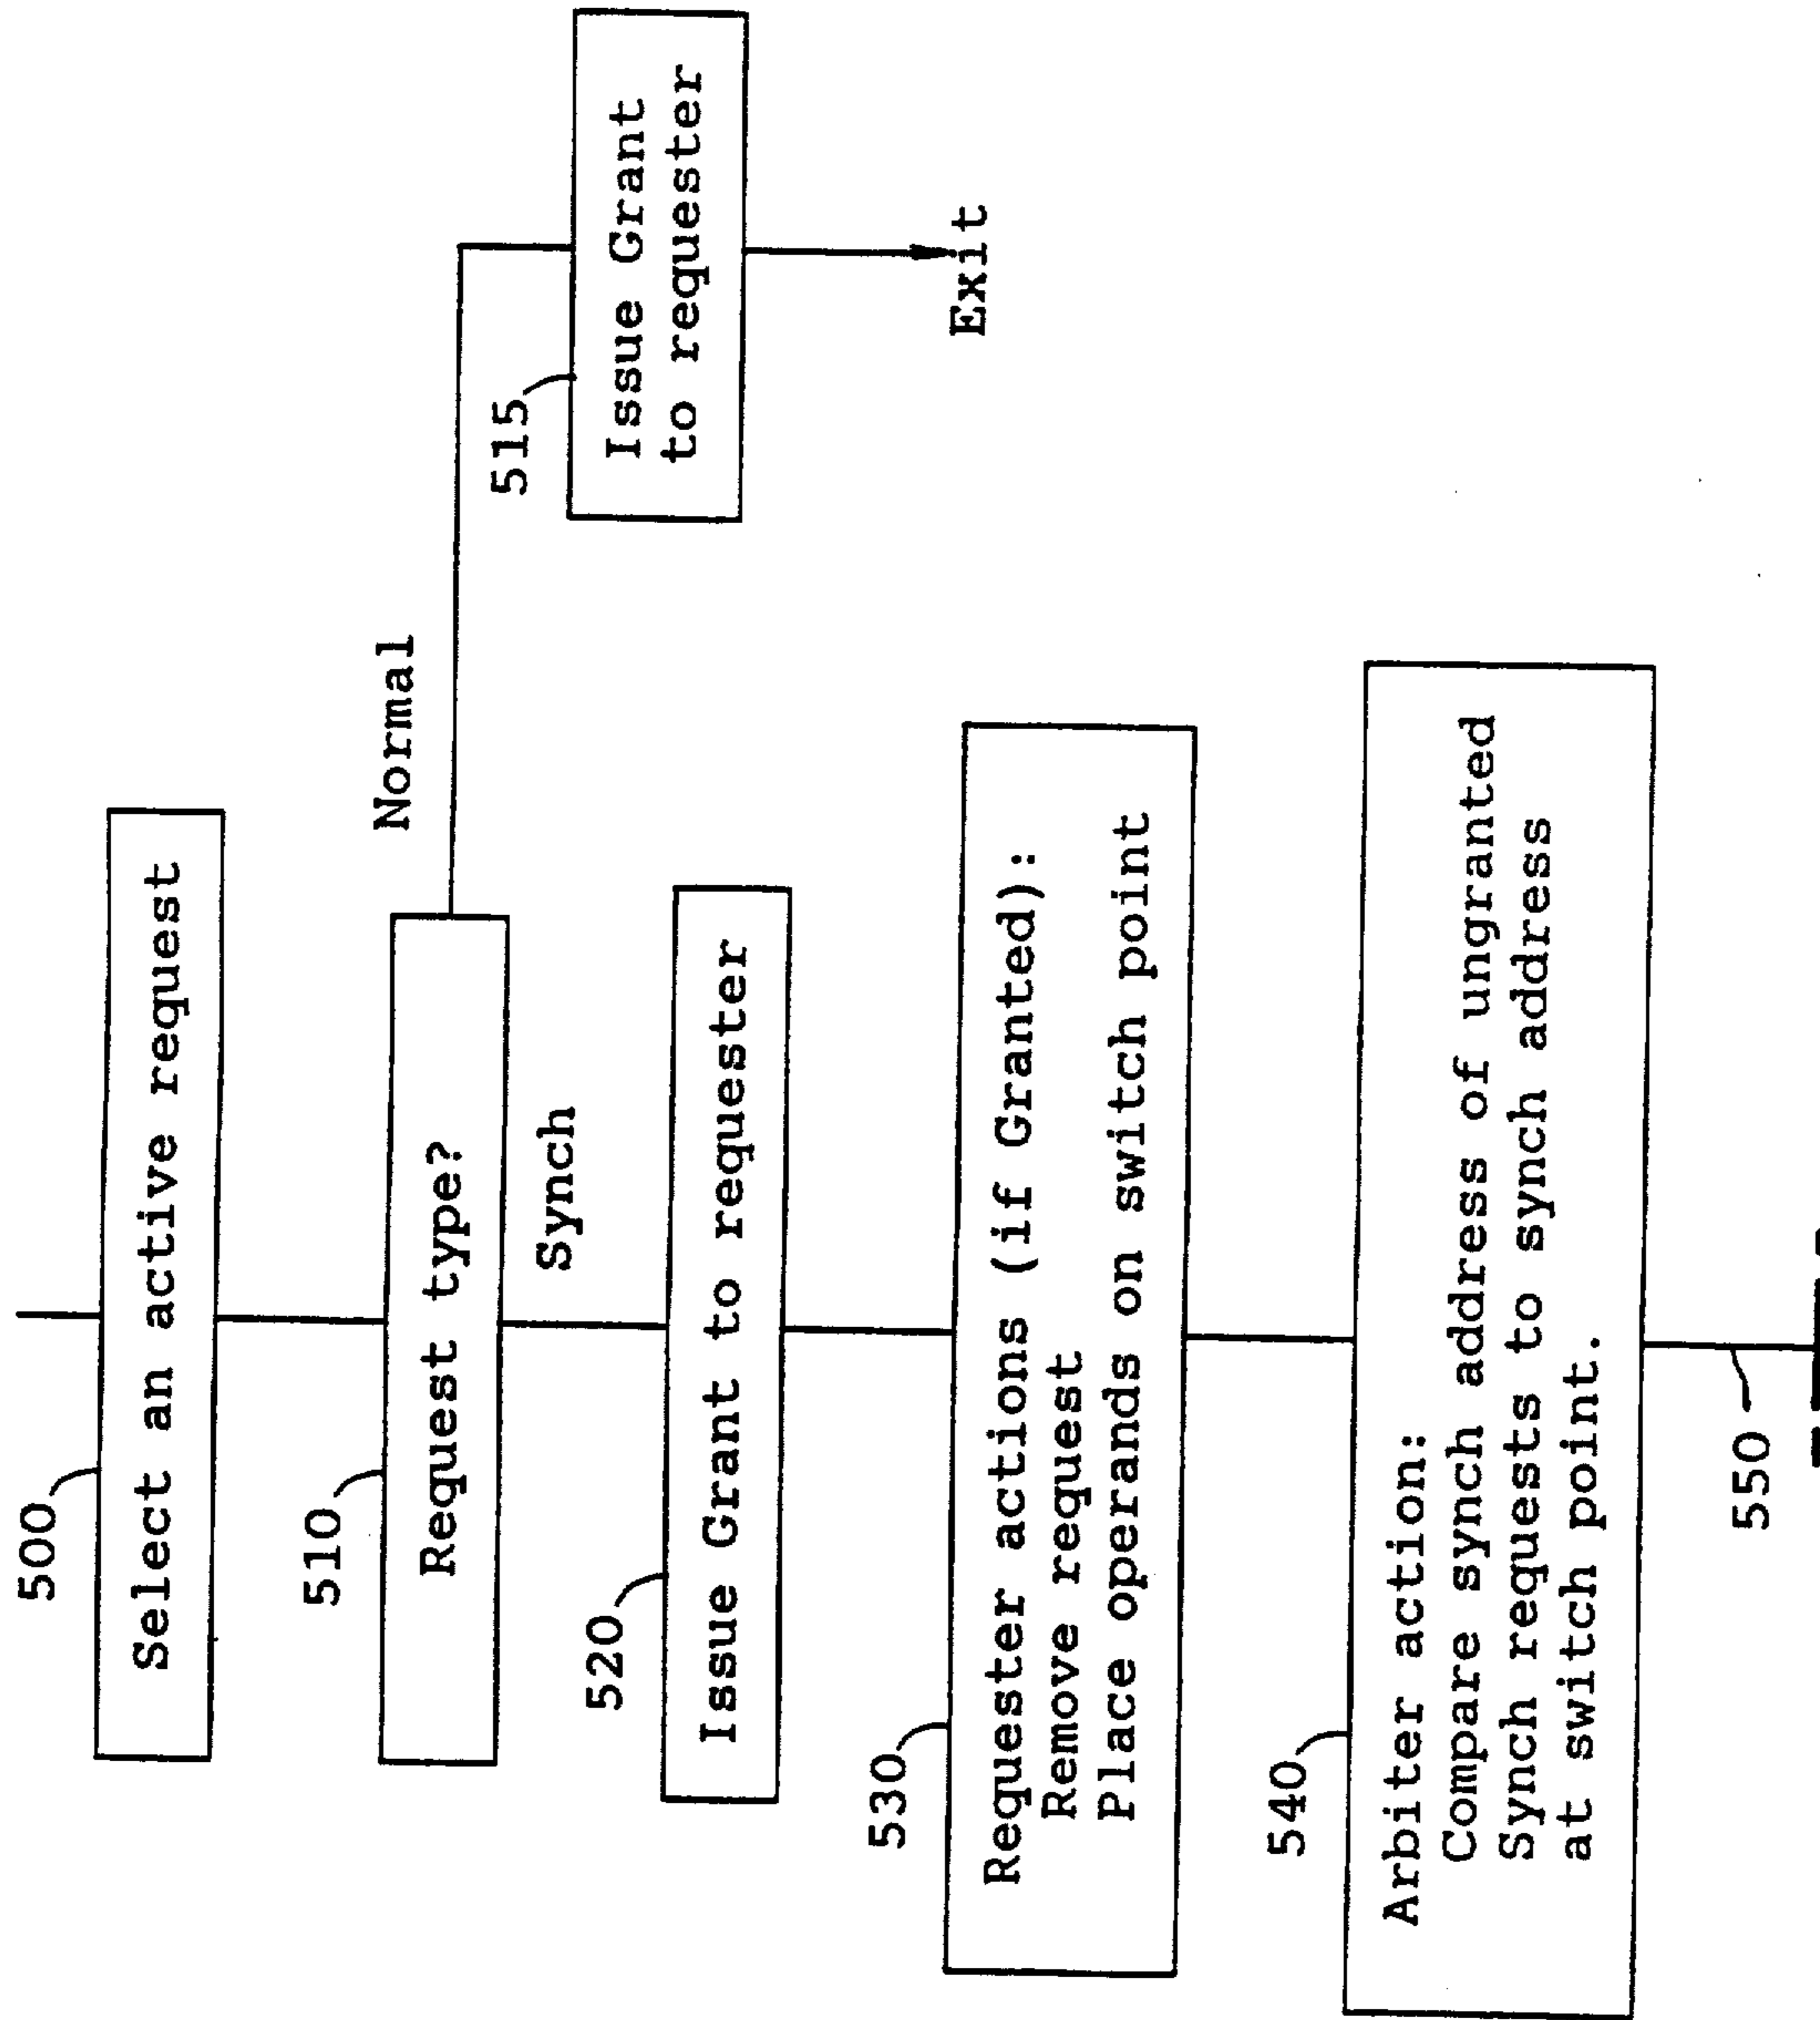 500
Select an active request
510
Request type?
Normal
515
Issue Grant
to requester
Exit
Synch
520
Issue Grant to requester
530
Requester actions (if Granted):
Remove request
Place operands on switch point
540
Arbiter action:
Compare synch address of ungranted
Synch requests to synch address
at switch point.
550